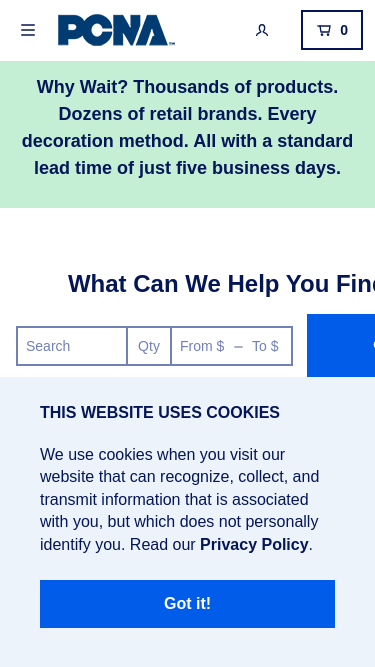 PCNA
0
Why Wait? Thousands of products.
Dozens of retail brands. Every
decoration method. All with a standard
lead time of just five business days.
What Can We Help You Find
Search Qty From $ – To $
THIS WEBSITE USES COOKIES
We use cookies when you visit our
website that can recognize, collect, and
transmit information that is associated
with you, but which does not personally
identify you. Read our Privacy Policy.
Got it!